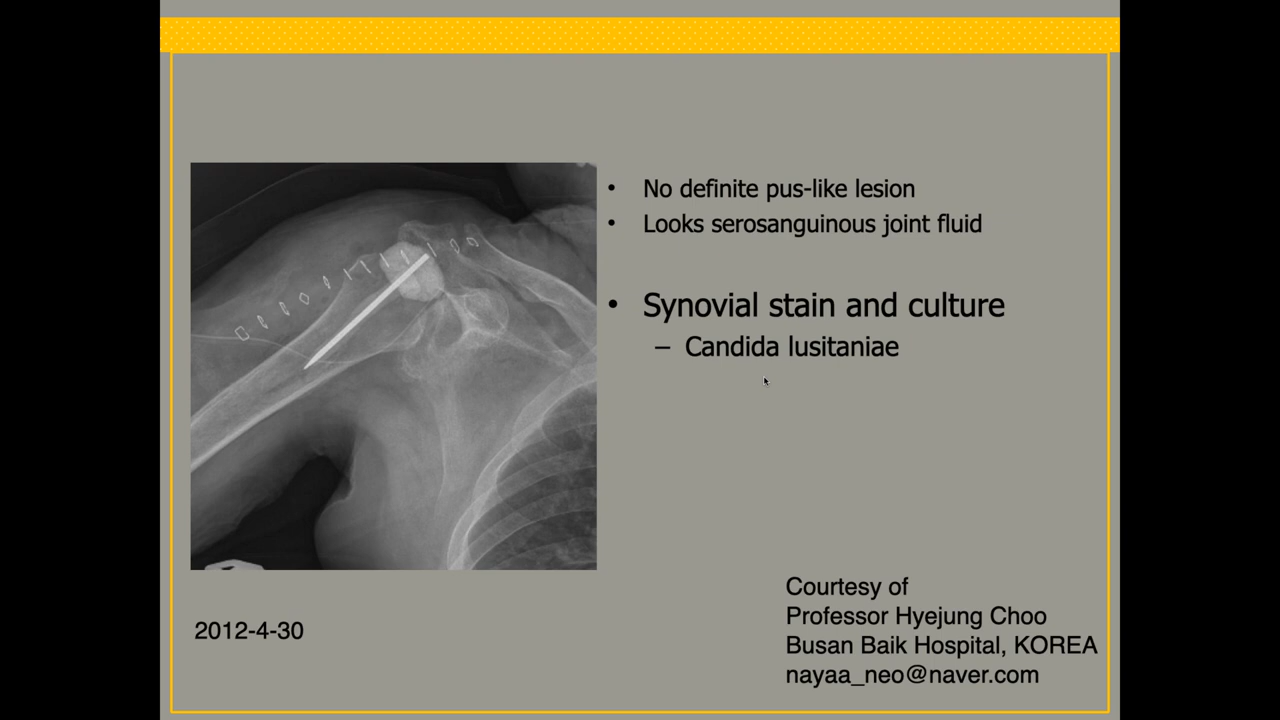 • No definite pus-like lesion
• Looks serosanguinous joint fluid
• Synovial stain and culture
– Candida lusitaniae
Courtesy of
Professor Hyejung Choo
Busan Baik Hospital, KOREA
nayaa_neo@naver.com
2012-4-30